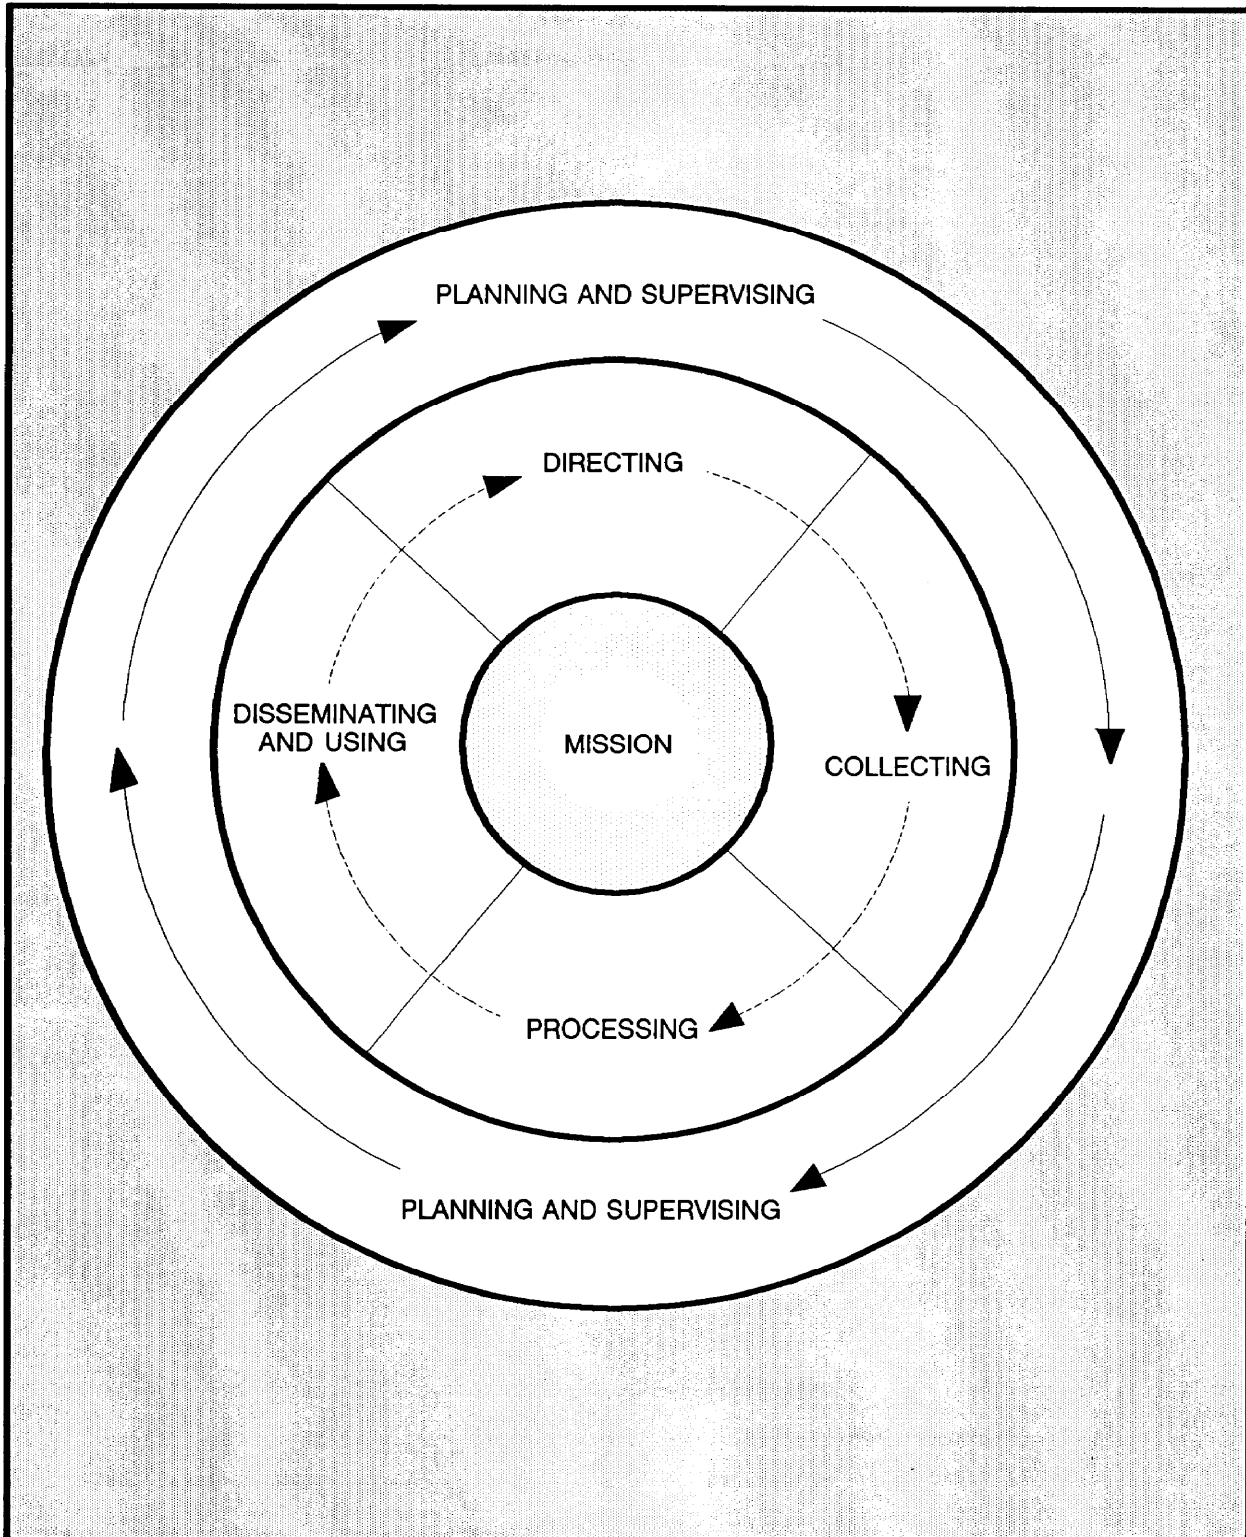 PLANNING AND SUPERVISING
DIRECTING
DISSEMINATING
AND USING
MISSION
COLLECTING
PROCESSING
PLANNING AND SUPERVISING